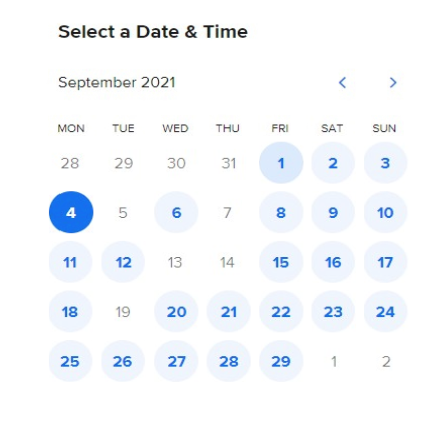 Select a Date & Time
September 2021
MON TUE WED THU FRI SAT SUN
28 29 30 31 1 2 3
4 5 6 7 8 9 10
11 12 13 14 15 16 17
18 19 20 21 22 23 24
25 26 27 28 29 1 2